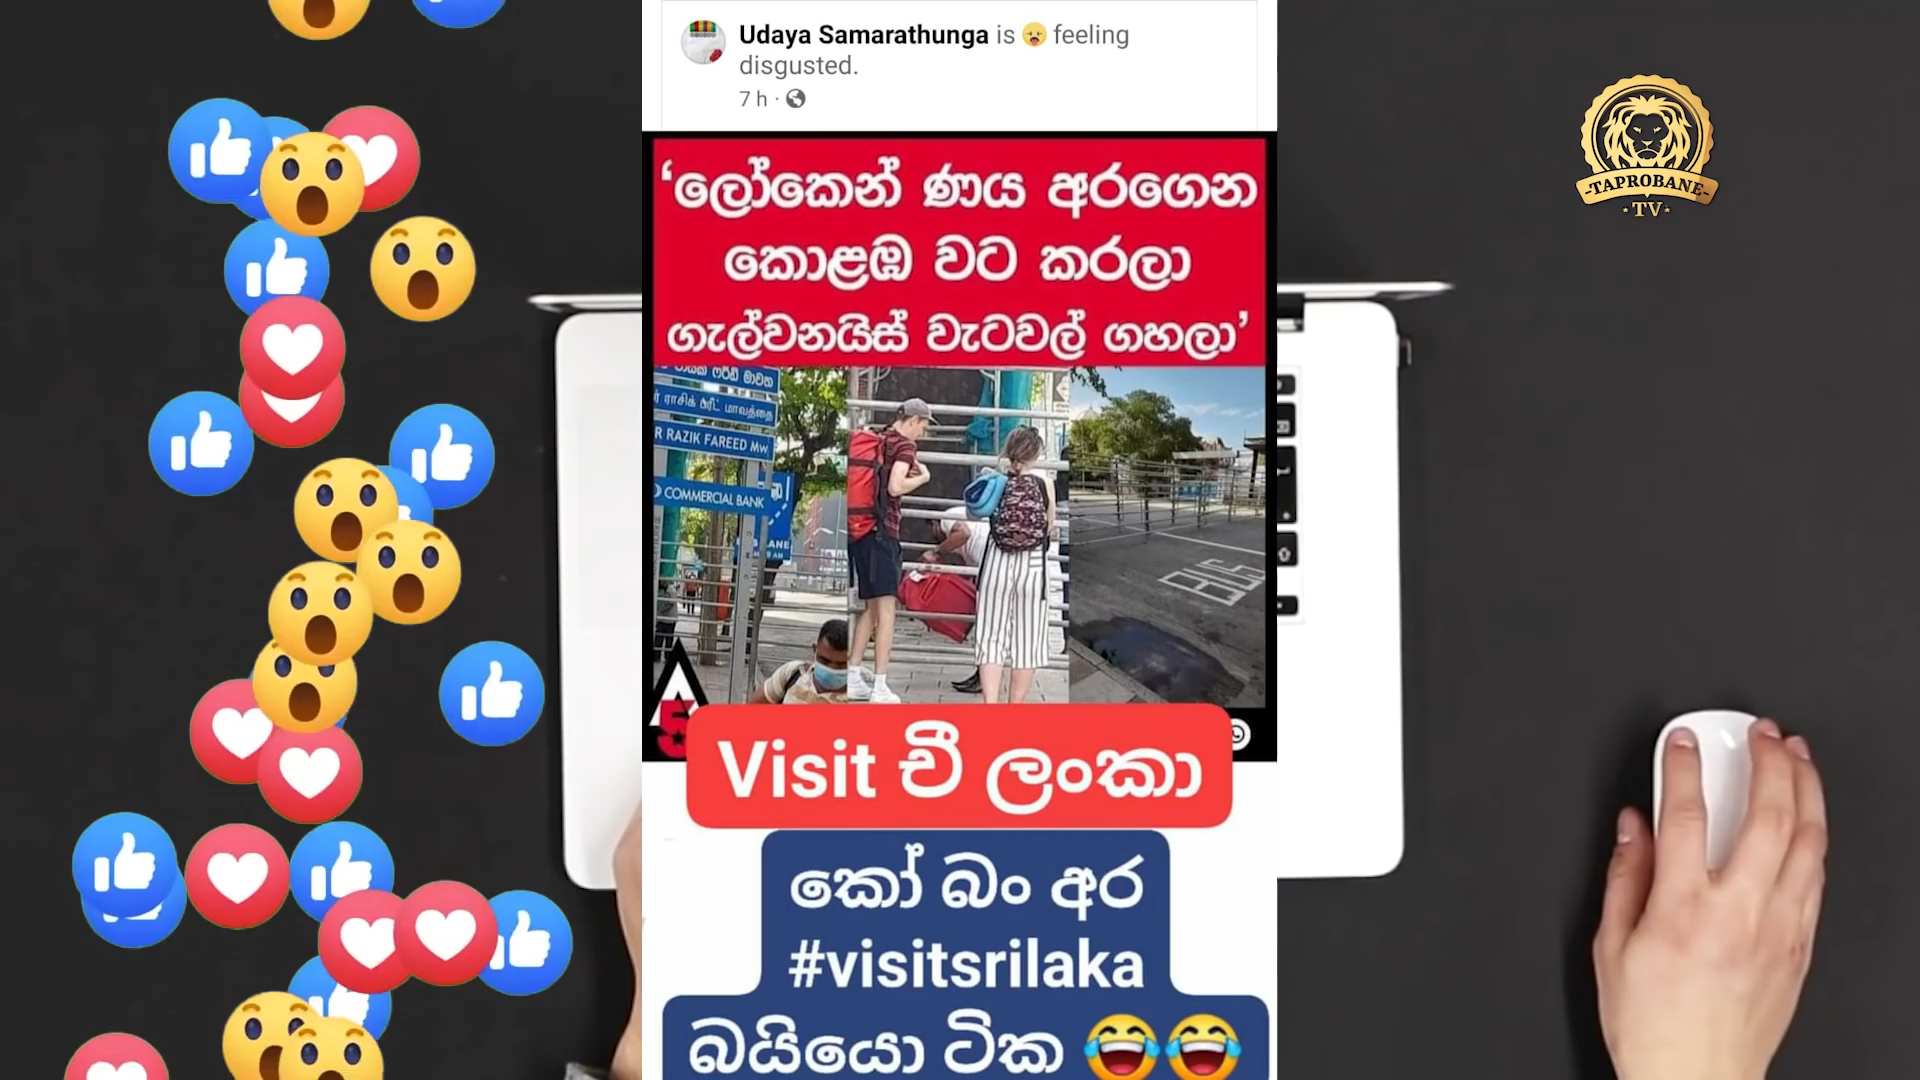 Udaya Samarathunga is 😛 feeling
disgusted.
7 h ·
‘ලෝකෙන් ණය අරගෙන
කොළඹ වට කරලා
ගැල්වනයිස් වැටවල් ගහලා’
R RAZIK FAREED Mw
COMMERCIAL BANK
BUS
Visit චී ලංකා
කෝ බං අර
#visitsrilaka
බයියො ටික 😂😂
-TAPROBANE-
TV